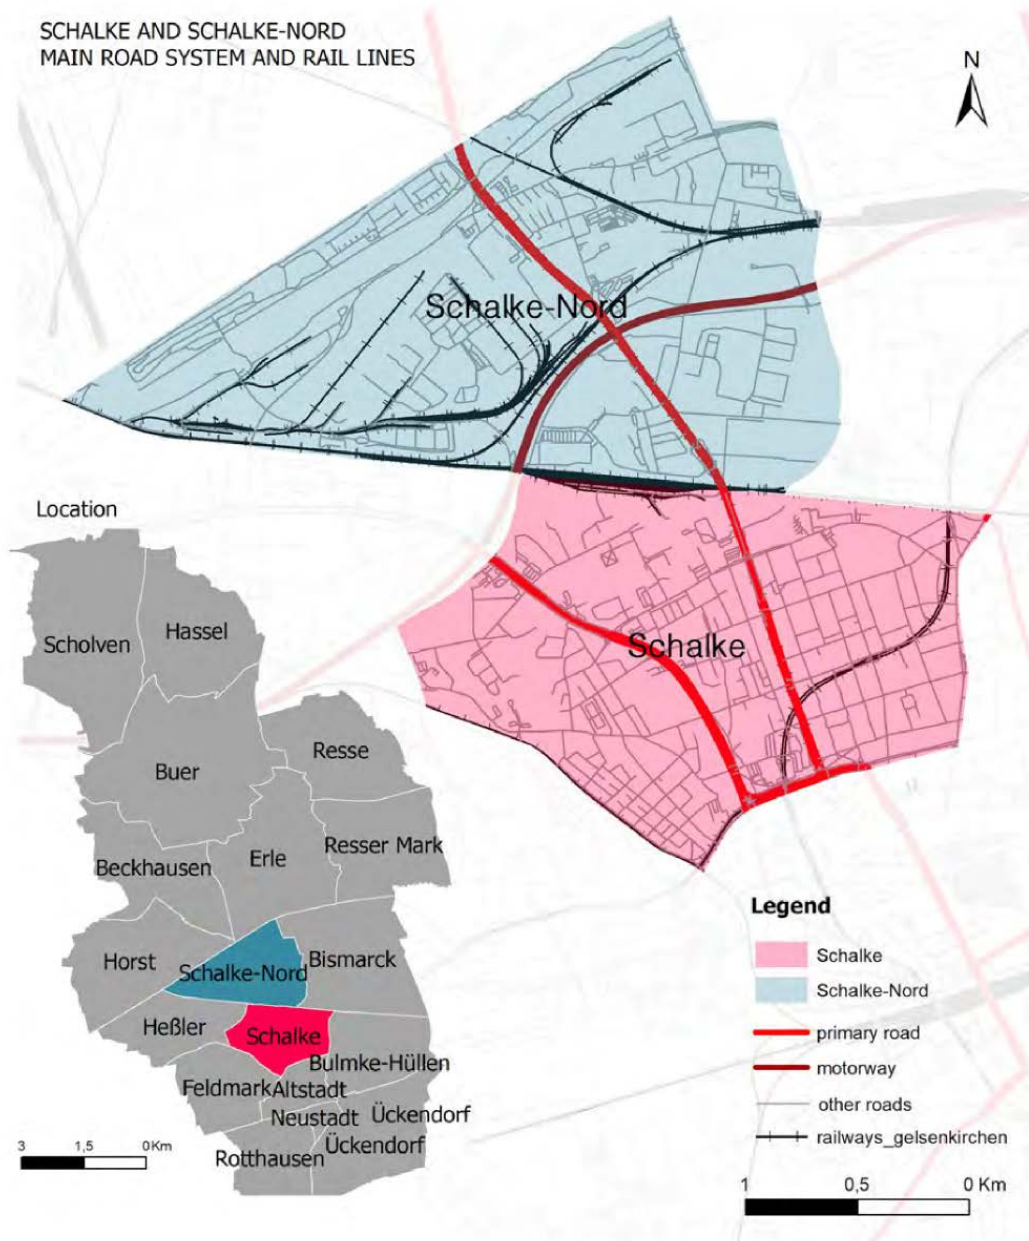 SCHALKE AND SCHALKE-NORD
MAIN ROAD SYSTEM AND RAIL LINES
N
Schalke-Nord
Schalke
Location
Scholven
Hassel
Buer
Resse
Beckhausen
Erle
Resser Mark
Horst
Schalke-Nord
Bismarck
Heßler
Schalke
Bulmke-Hüllen
Feldmark
Altstadt
Neustadt
Ückendorf
Rotthausen
Ückendorf
3 1,5 0Km
Legend
Schalke
Schalke-Nord
primary road
motorway
other roads
railways_gelsenkirchen
1 0,5 0 Km